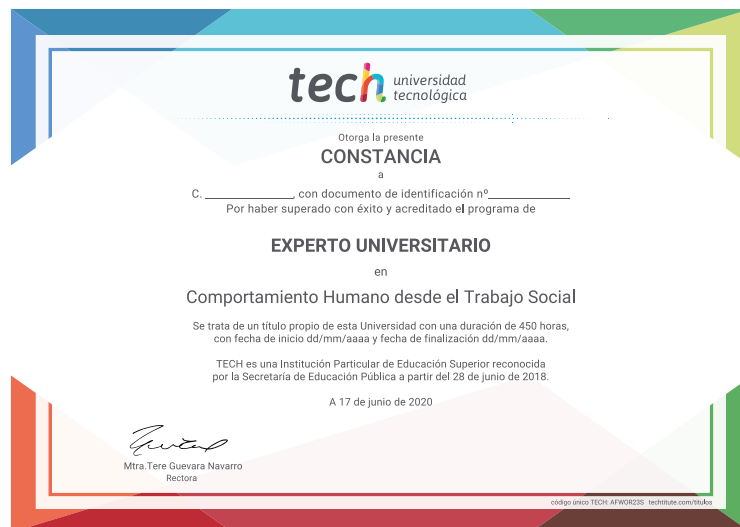 tech universidad
tecnológica
Otorga la presente
CONSTANCIA
a
C. ______________, con documento de identificación nº______________
Por haber superado con éxito y acreditado el programa de
EXPERTO UNIVERSITARIO
en
Comportamiento Humano desde el Trabajo Social
Se trata de un título propio de esta Universidad con una duración de 450 horas,
con fecha de inicio dd/mm/aaaa y fecha de finalización dd/mm/aaaa.
TECH es una Institución Particular de Educación Superior reconocida
por la Secretaría de Educación Pública a partir del 28 de junio de 2018.
A 17 de junio de 2020
Mtra.Tere Guevara Navarro
Rectora
código único TECH: AFWOR23S techtitute.com/titulos